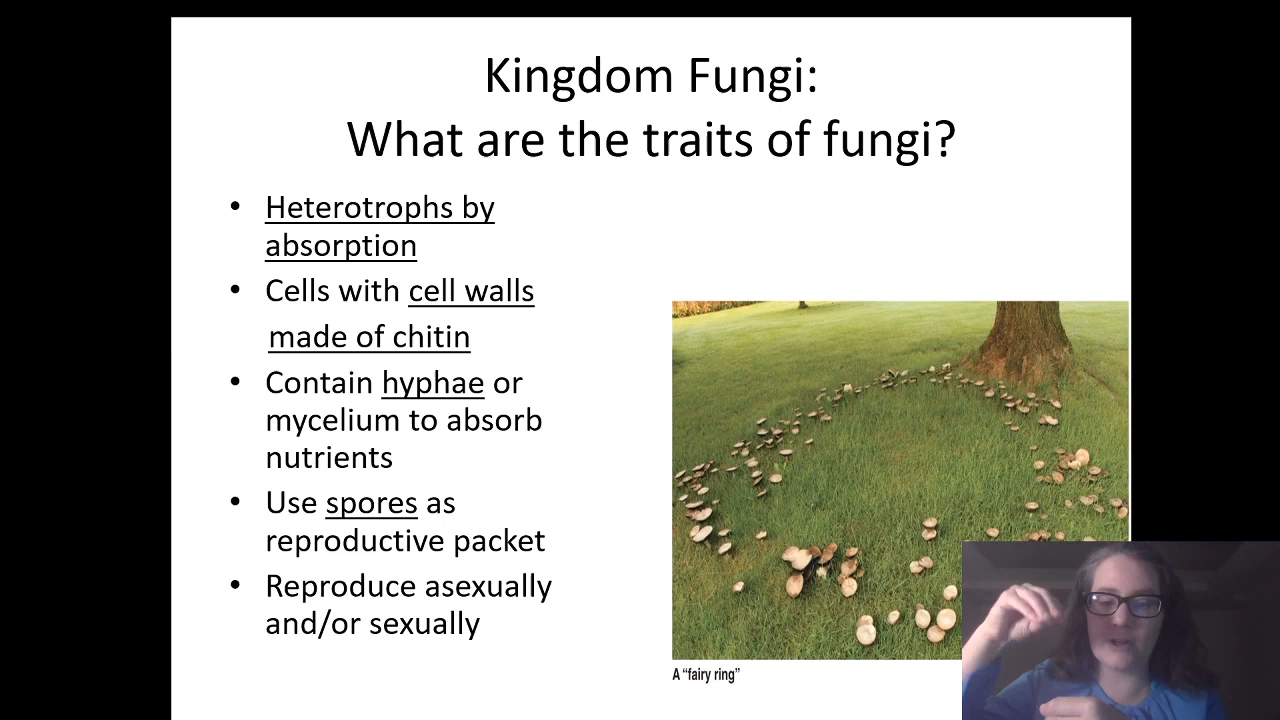 Kingdom Fungi:
What are the traits of fungi?
• Heterotrophs by
absorption
• Cells with cell walls
made of chitin
• Contain hyphae or
mycelium to absorb
nutrients
• Use spores as
reproductive packet
• Reproduce asexually
and/or sexually
A “fairy ring”